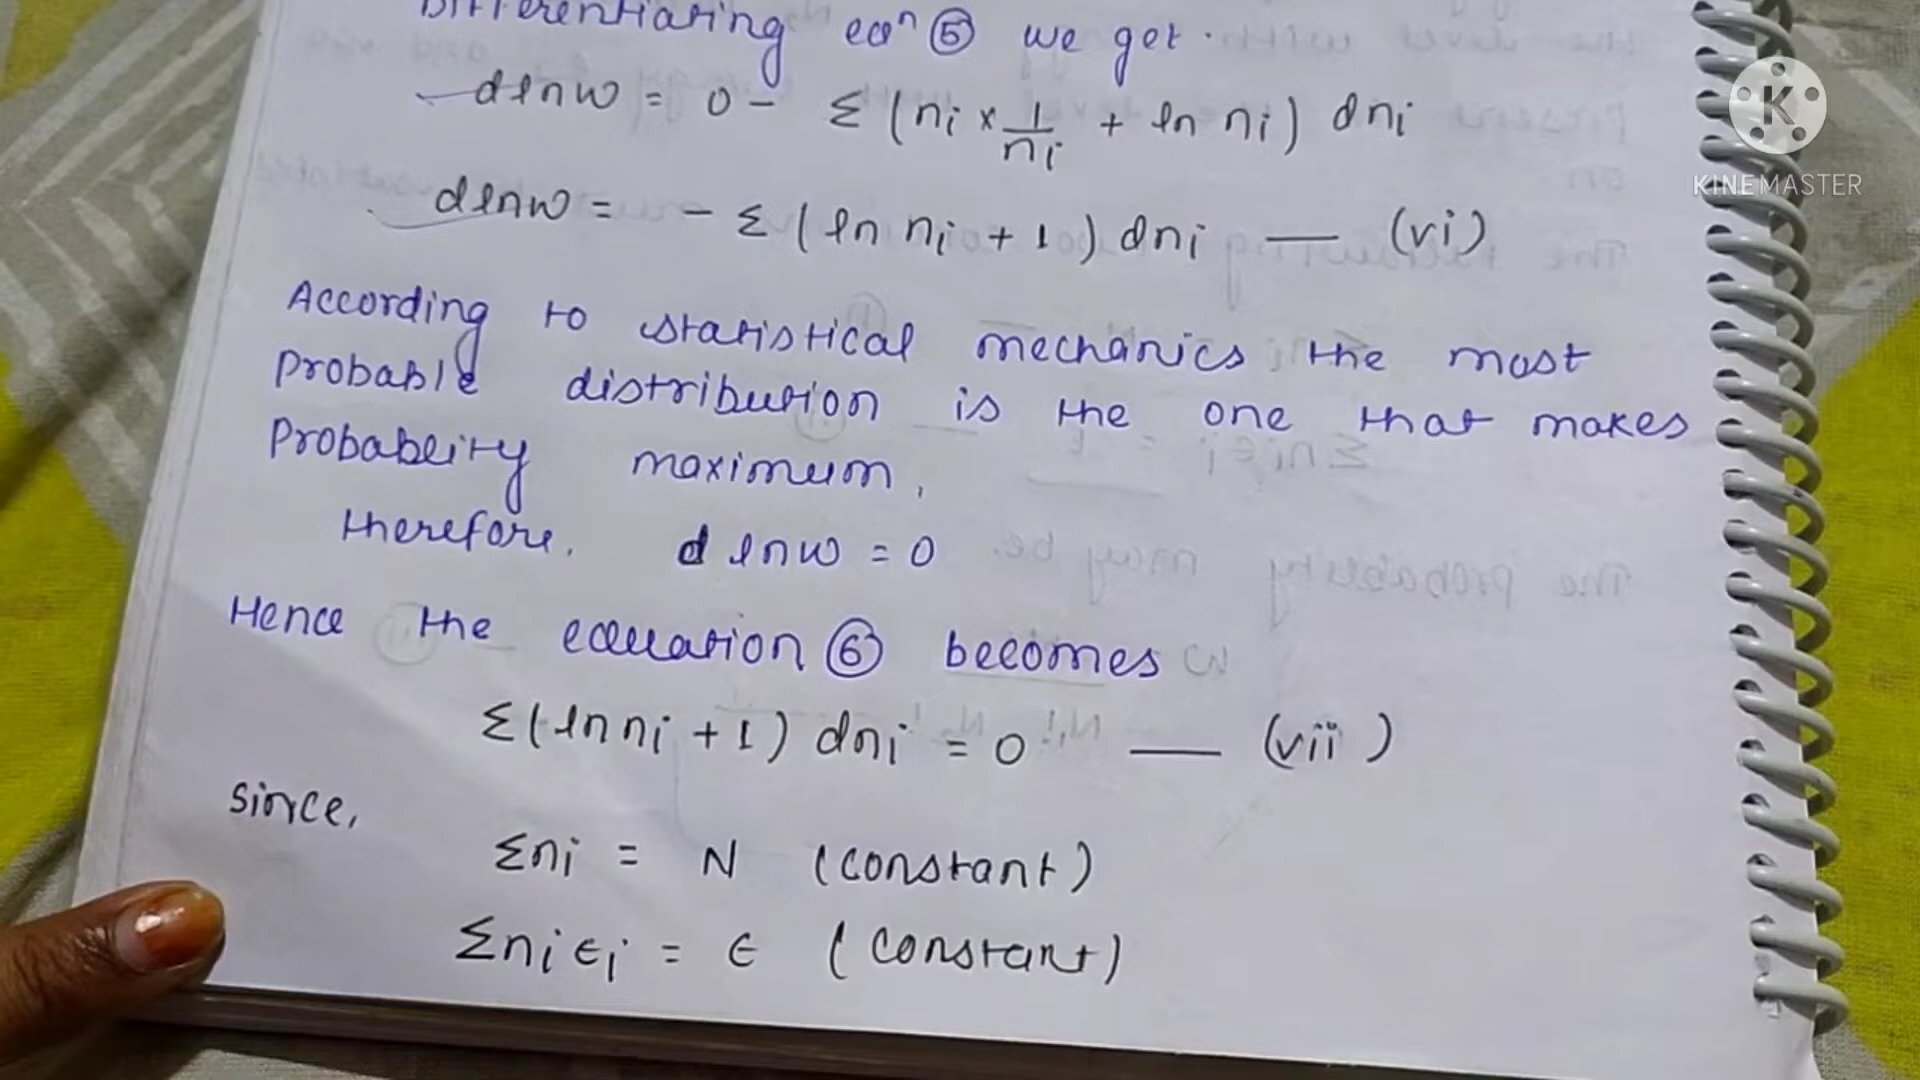 Differentiating eqⁿ ⑤ we get.
d ln w = 0 - Σ (ni × 1/ni + ln ni) dni
d ln w = - Σ (ln ni + 1) dni — (vi)
According to statistical mechanics the most
probable distribution is the one that makes
probability maximum.
therefore. d ln w = 0
Hence the equation ⑥ becomes
Σ(ln ni + 1) dni = 0 — (vii)
since,
Σni = N (constant)
Σni ϵi = ϵ (constant)
K
KINEMASTER